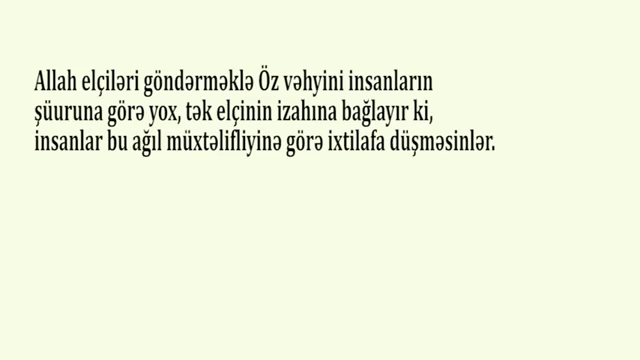 Allah elçiləri göndərməklə Öz vəhyini insanların
şüuruna görə yox, tək elçinin izahına bağlayır ki,
insanlar bu ağıl müxtəlifliyinə görə ixtilafa düşməsinlər.